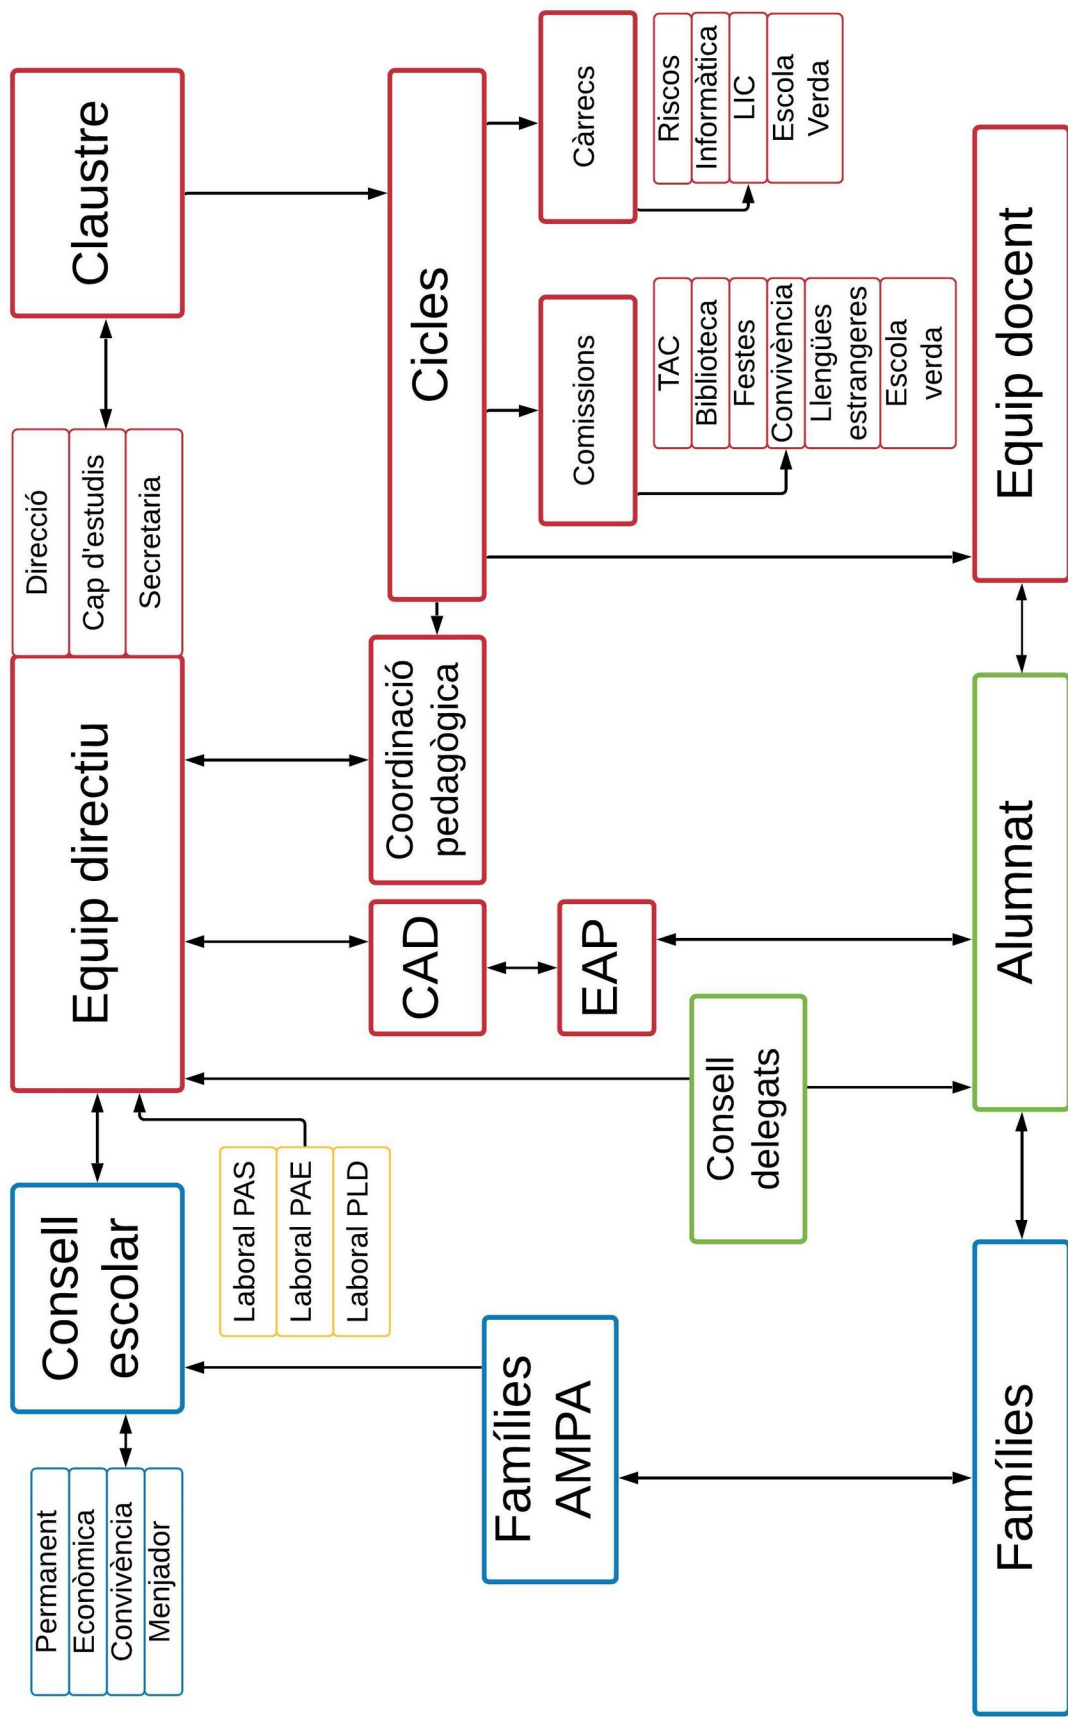 Permanent
Econòmica
Convivència
Menjador
Consell
escolar
Equip directiu
Direcció
Cap d'estudis
Secretaria
Claustre
Laboral PAS
Laboral PAE
Laboral PLD
Famílies
AMPA
CAD
EAP
Coordinació
pedagògica
Cicles
Consell
delegats
Comissions
TAC
Biblioteca
Festes
Convivència
Llengües
estrangeres
Escola
verda
Càrrecs
Riscos
Informàtica
LIC
Escola
Verda
Famílies
Alumnat
Equip docent